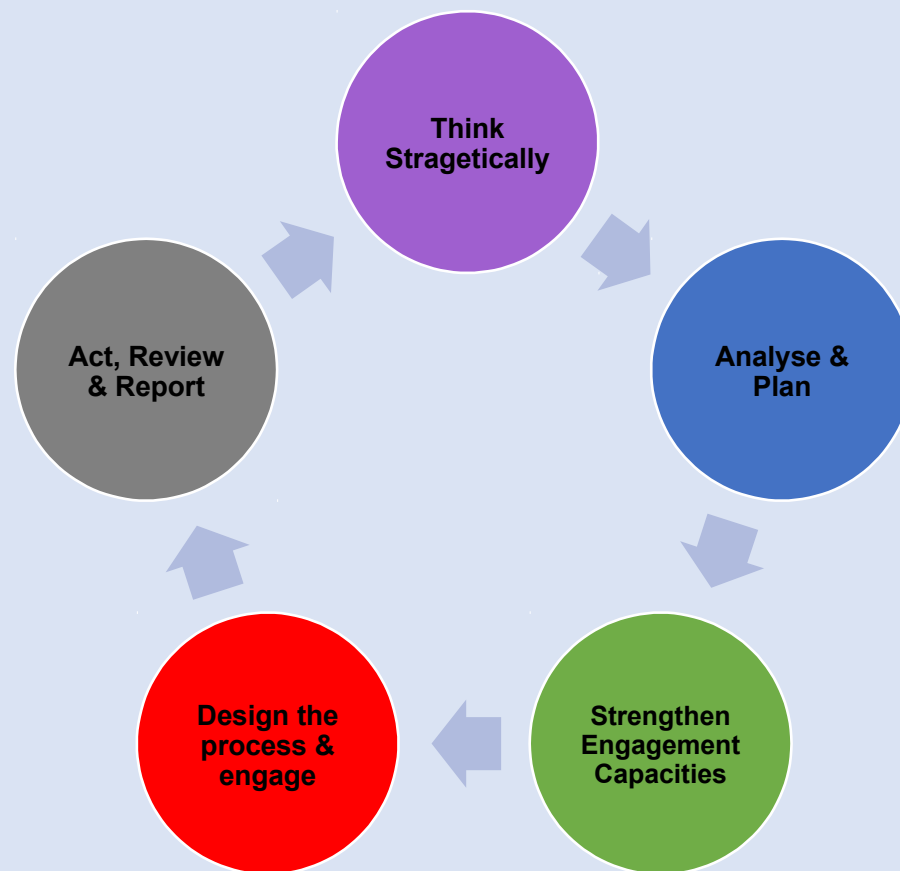 Think
Stragetically
Analyse &
Plan
Strengthen
Engagement
Capacities
Design the
process &
engage
Act, Review
& Report